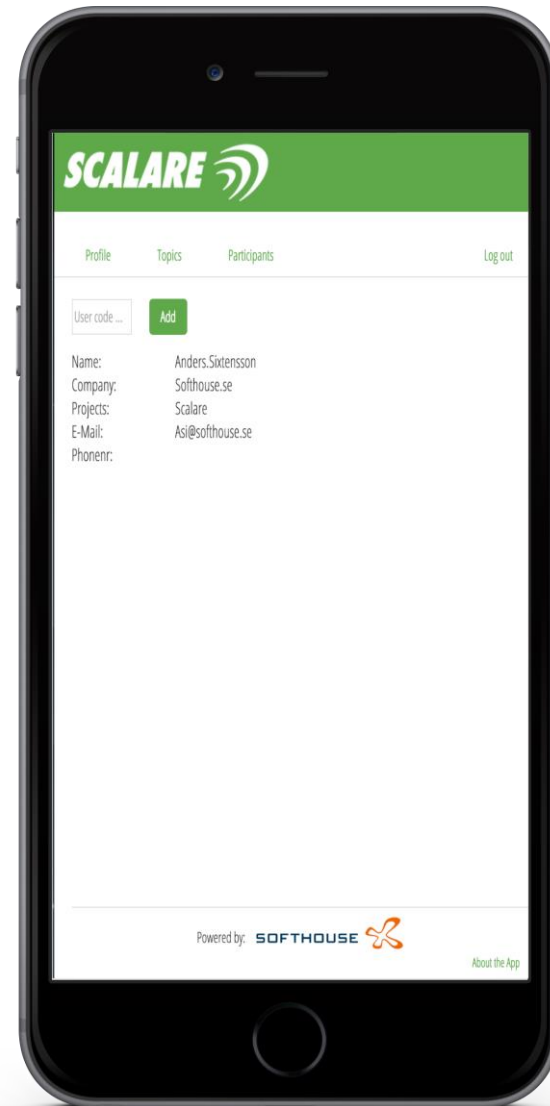 SCALARE
Profile Topics Participants Log out
User code ... Add
Name: Anders.Sixtensson
Company: Softhouse.se
Projects: Scalare
E-Mail: Asi@softhouse.se
Phonenr:
Powered by: SOFTHOUSE
About the App